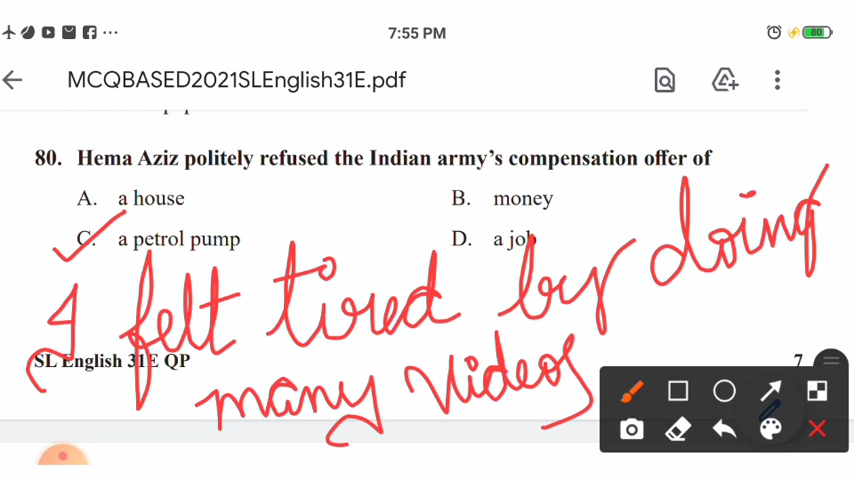 7:55 PM
80
MCQBASED2021SLEnglish31E.pdf
80. Hema Aziz politely refused the Indian army's compensation offer of
A. a house B. money
C. a petrol pump D. a job
I felt tired by doing
many videos
SL English 31E QP 7